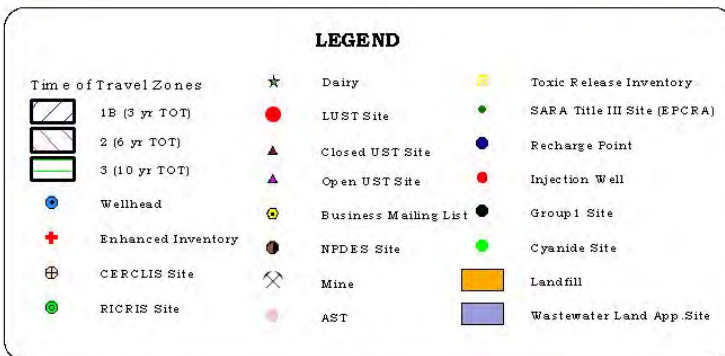 LEGEND
Time of Travel Zones
1B (3 yr TOT)
2 (6 yr TOT)
3 (10 yr TOT)
Wellhead
Enhanced Inventory
CERCLIS Site
RICRIS Site
Dairy
LUST Site
Closed UST Site
Open UST Site
Business Mailing List
NPDES Site
Mine
AST
Toxic Release Inventory
SARA Title III Site (EPCRA)
Recharge Point
Injection Well
Group1 Site
Cyanide Site
Landfill
Wastewater Land App.Site